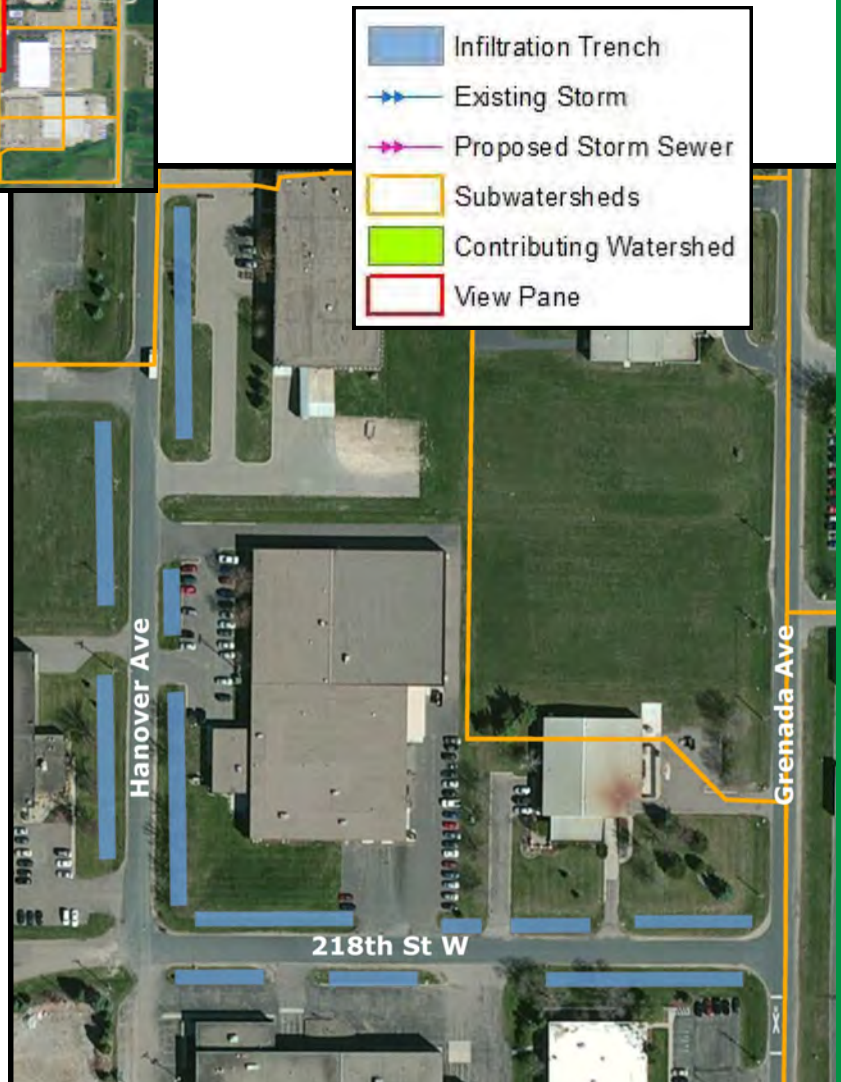 Infiltration Trench
Existing Storm
Proposed Storm Sewer
Subwatersheds
Contributing Watershed
View Pane
Hanover Ave
Grenada Ave
218th St W